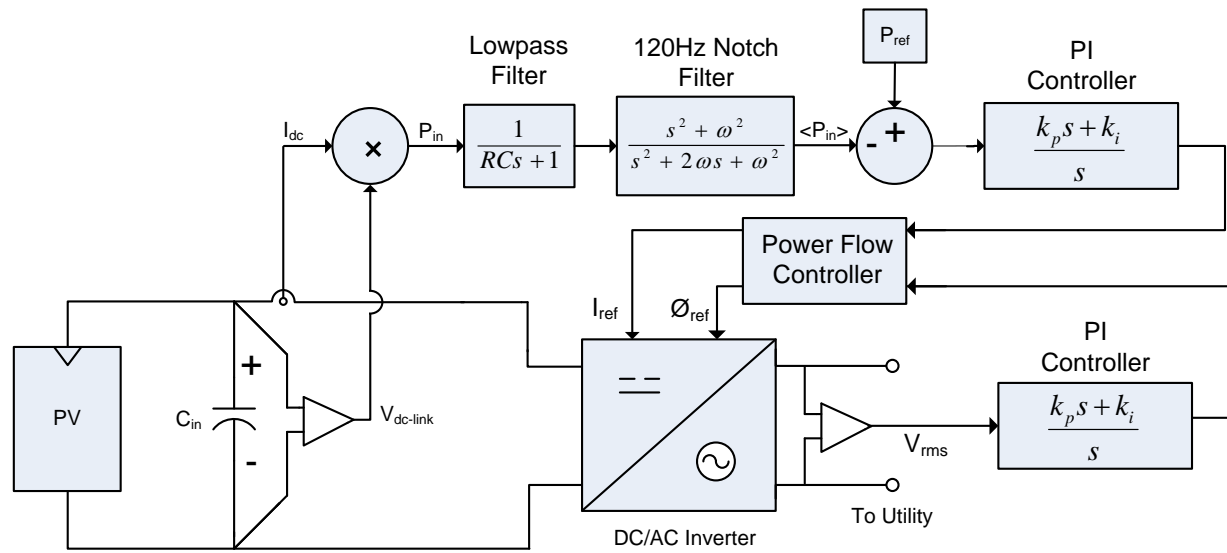 Lowpass
Filter
120Hz Notch
Filter
P_ref
PI
Controller
I_dc
×
P_in
1
RCs + 1
s² + ω²
s² + 2ωs + ω²
<P_in>
- +
k_p s + k_i
s
Power Flow
Controller
I_ref
Ø_ref
PV
C_in
+
-
V_dc-link
PI
Controller
k_p s + k_i
s
V_rms
To Utility
DC/AC Inverter